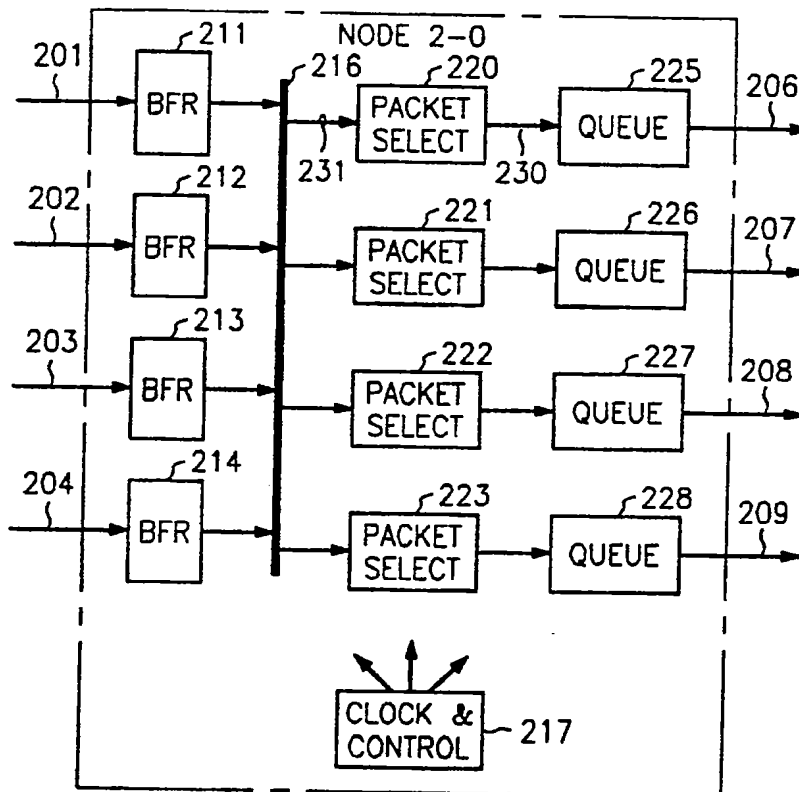 NODE 2-0
201
211
BFR
216
220
PACKET
SELECT
231
230
225
QUEUE
206
202
212
BFR
221
PACKET
SELECT
226
QUEUE
207
203
213
BFR
222
PACKET
SELECT
227
QUEUE
208
204
214
BFR
223
PACKET
SELECT
228
QUEUE
209
CLOCK &
CONTROL
217